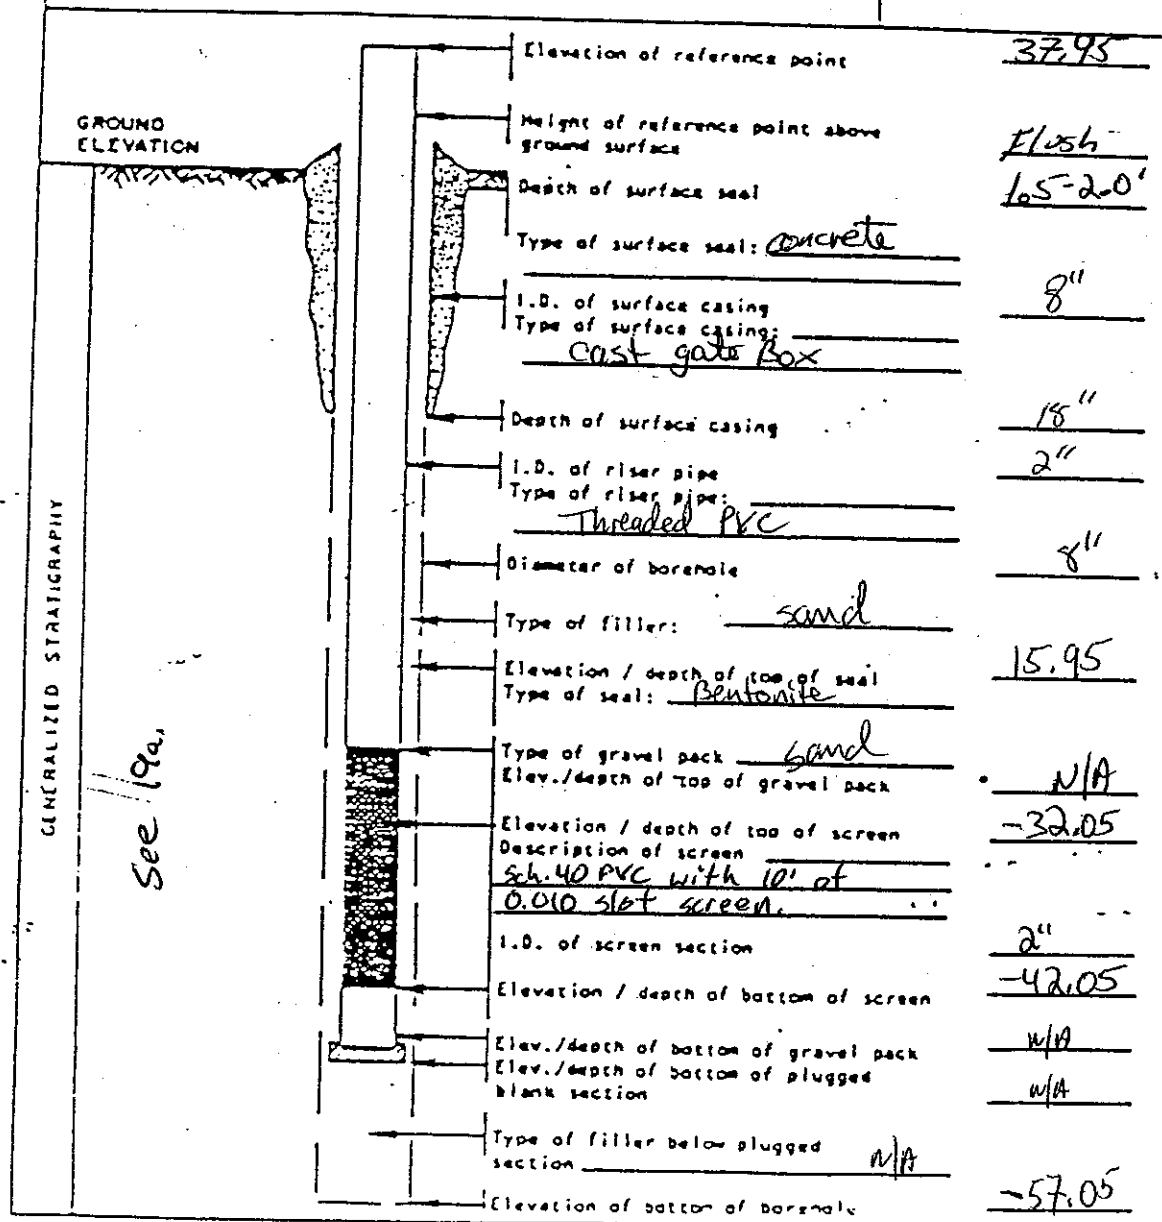 Elevation of reference point 37.95
GROUND
ELEVATION
Height of reference point above
ground surface Flush
Depth of surface seal 1.5-2.0'
Type of surface seal: concrete
I.D. of surface casing 8"
Type of surface casing:
Cast gate Box
Depth of surface casing 18"
I.D. of riser pipe 2"
Type of riser pipe:
Threaded PVC
Diameter of borehole 8"
Type of filler: sand
Elevation / depth of top of seal 15.95
Type of seal: Bentonite
Type of gravel pack sand
Elev./depth of top of gravel pack N/A
Elevation / depth of top of screen -32.05
Description of screen
Sch. 40 PVC with 10' of
0.010 slot screen.
I.D. of screen section 2"
Elevation / depth of bottom of screen -42.05
Elev./depth of bottom of gravel pack N/A
Elev./depth of bottom of plugged
blank section N/A
Type of filler below plugged
section N/A
Elevation of bottom of borehole -57.05
GENERALIZED STRATIGRAPHY
See 19a.